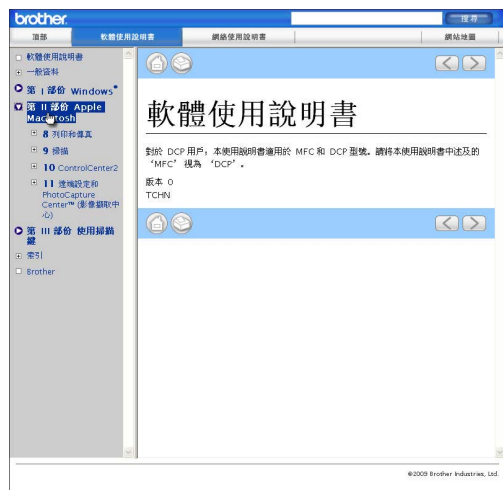 brother.
搜尋
頂部
軟體使用說明書
網絡使用說明書
網站地圖
軟體使用說明書
一般資料
第 I 部份 Windows®
第 II 部份 Apple
Macintosh
8 列印和傳真
9 掃描
10 ControlCenter2
11 遠端設定和
PhotoCapture
Center™ (影像擷取中
心)
第 III 部份 使用掃描
鍵
索引
Brother
軟體使用說明書
對於 DCP 用戶：本使用說明書適用於 MFC 和 DCP 型號。請將本使用說明書中述及的
‘MFC’ 視為 ‘DCP’。
版本 0
TCHN
©2009 Brother Industries, Ltd.